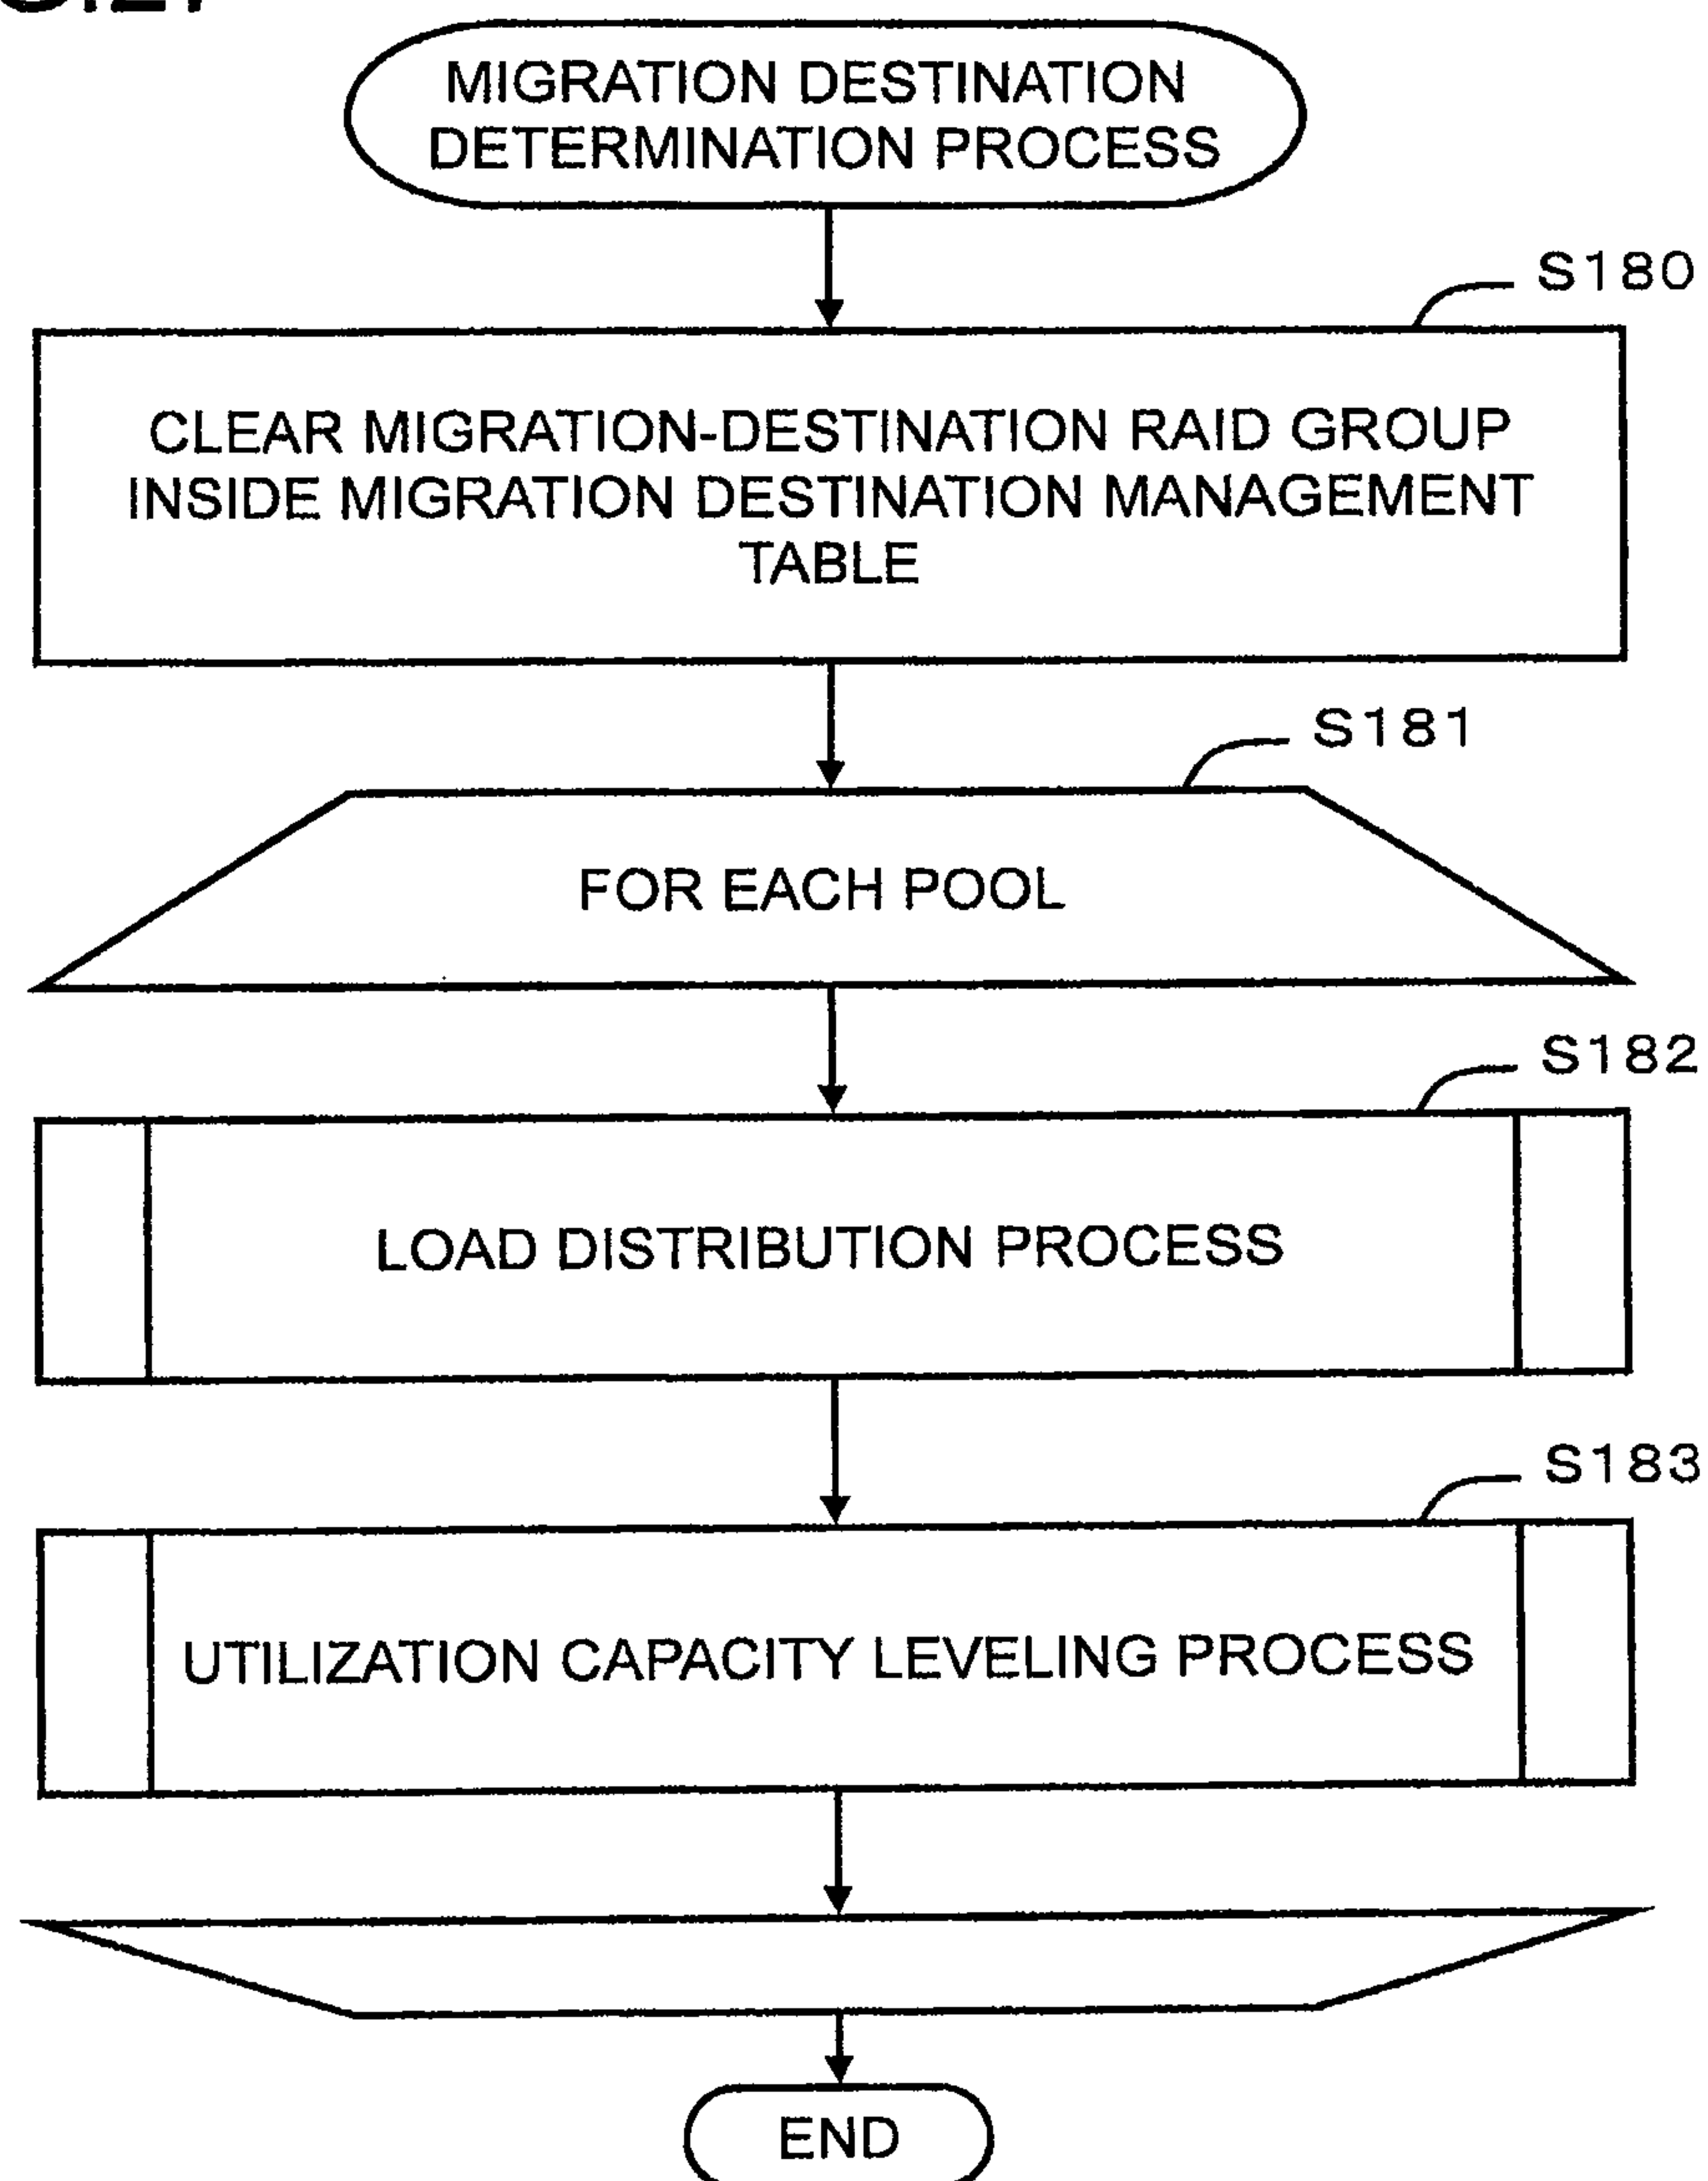 MIGRATION DESTINATION
DETERMINATION PROCESS
S180
CLEAR MIGRATION-DESTINATION RAID GROUP
INSIDE MIGRATION DESTINATION MANAGEMENT
TABLE
S181
FOR EACH POOL
S182
LOAD DISTRIBUTION PROCESS
S183
UTILIZATION CAPACITY LEVELING PROCESS
END